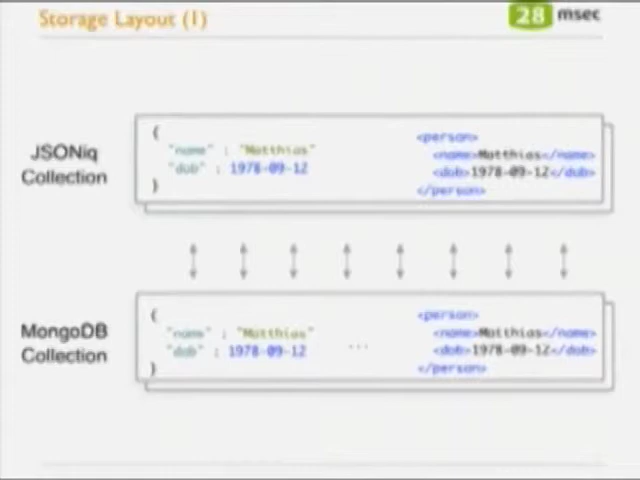 Storage Layout (1)
28 msec
JSONiq
Collection
{
"name" : "Matthias"
"dob" : 1978-09-12
}
<person>
<name>Matthias</name>
<dob>1978-09-12</dob>
</person>
MongoDB
Collection
{
"name" : "Matthias"
"dob" : 1978-09-12
}
...
<person>
<name>Matthias</name>
<dob>1978-09-12</dob>
</person>